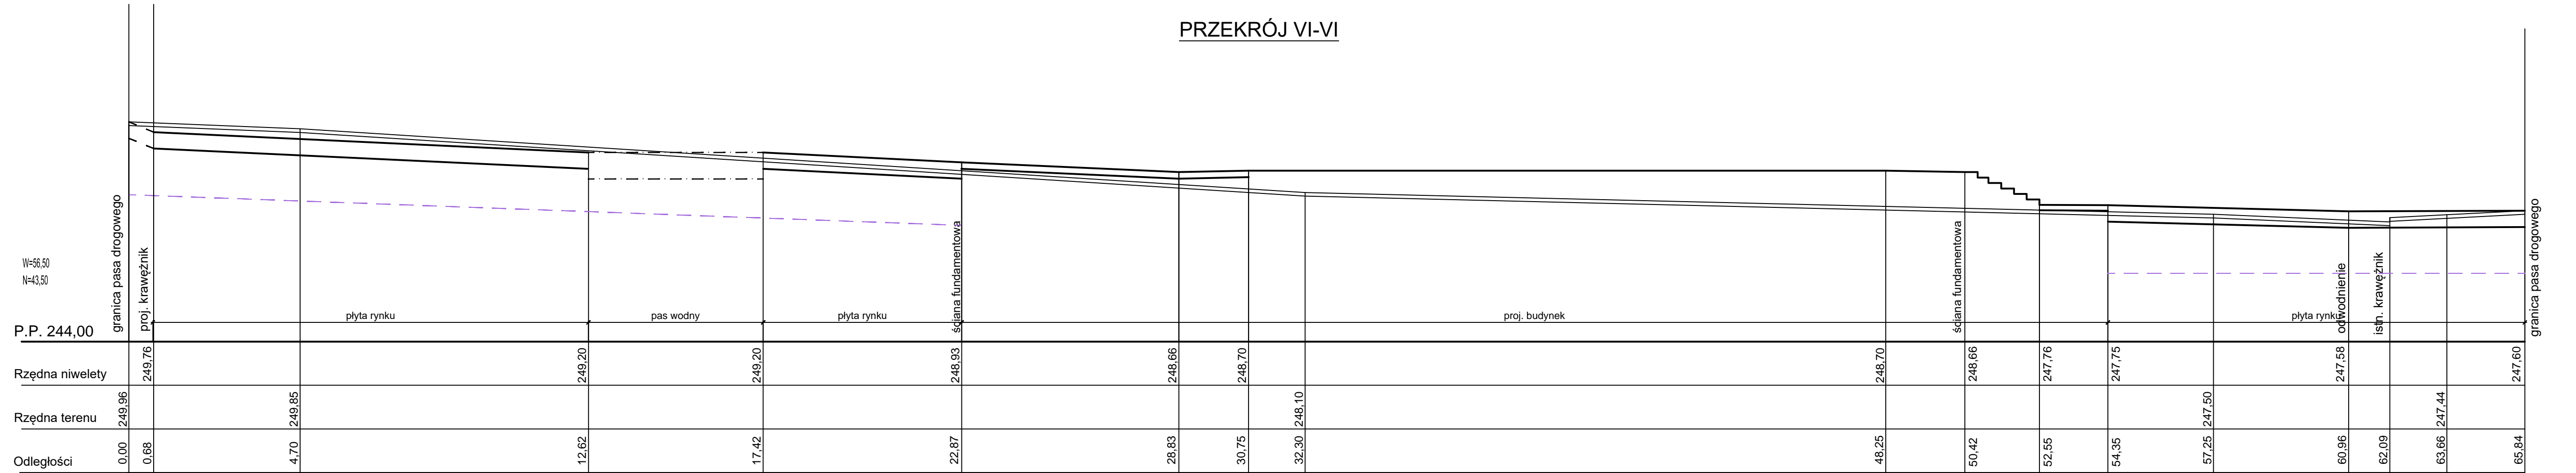 PRZEKRÓJ VI-VI
granica pasa drogowego
proj. krawężnik
ściana fundamentowa
ściana fundamentowa
odwodnienie
istn. krawężnik
granica pasa drogowego
W=56,50
N=43,50
płyta rynku
pas wodny
płyta rynku
proj. budynek
płyta rynku
P.P. 244,00
Rzędna niwelety 249,76 249,20 249,20 248,93 248,66 248,70 248,70 248,66 247,76 247,75 247,58 247,60
Rzędna terenu 249,96 249,85 248,10 247,50 247,44
Odległości 0,00 0,68 4,70 12,62 17,42 22,87 28,83 30,75 32,30 48,25 50,42 52,55 54,35 57,25 60,96 62,09 63,66 65,84